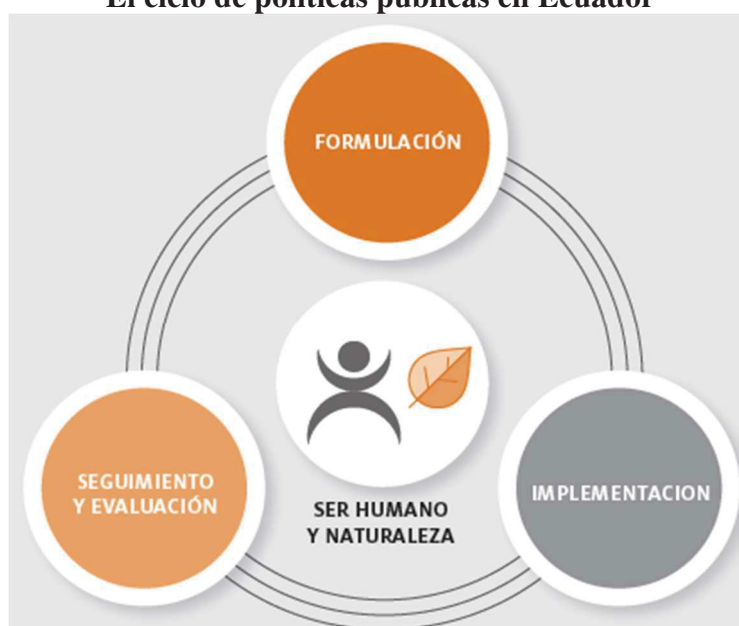 El ciclo de políticas públicas en Ecuador
FORMULACIÓN
SEGUIMIENTO
Y EVALUACIÓN
SER HUMANO
Y NATURALEZA
IMPLEMENTACION